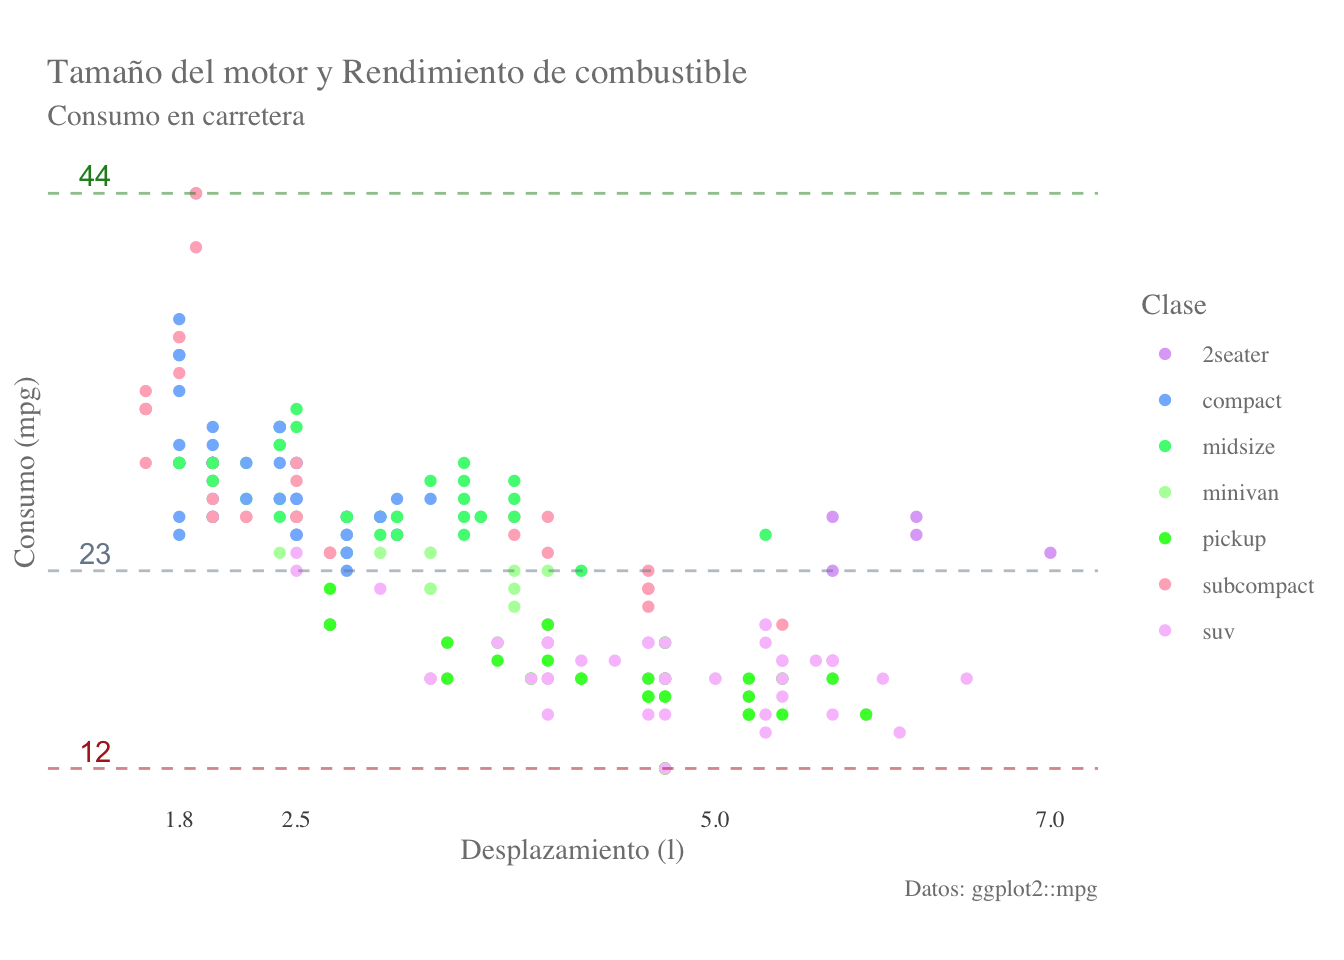 Tamaño del motor y Rendimiento de combustible
Consumo en carretera
44
23
12
Consumo (mpg)
1.8 2.5 5.0 7.0
Desplazamiento (l)
Clase
2seater
compact
midsize
minivan
pickup
subcompact
suv
Datos: ggplot2::mpg